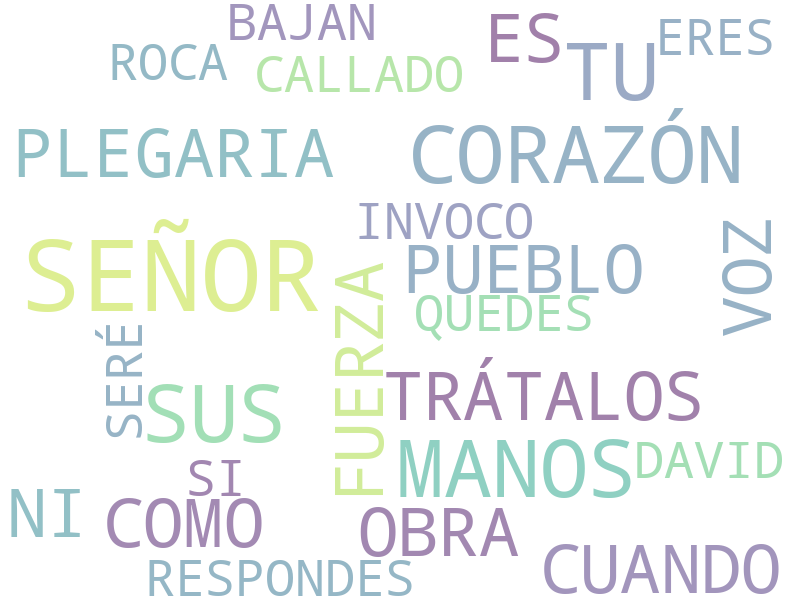 BAJAN
ES
ERES
ROCA
CALLADO
TU
PLEGARIA
CORAZÓN
INVOCO
SEÑOR
PUEBLO
VOZ
QUEDES
FUERZA
SERÉ
SUS
TRÁTALOS
MANOS
DAVID
SI
NI
COMO
OBRA
RESPONDES
CUANDO